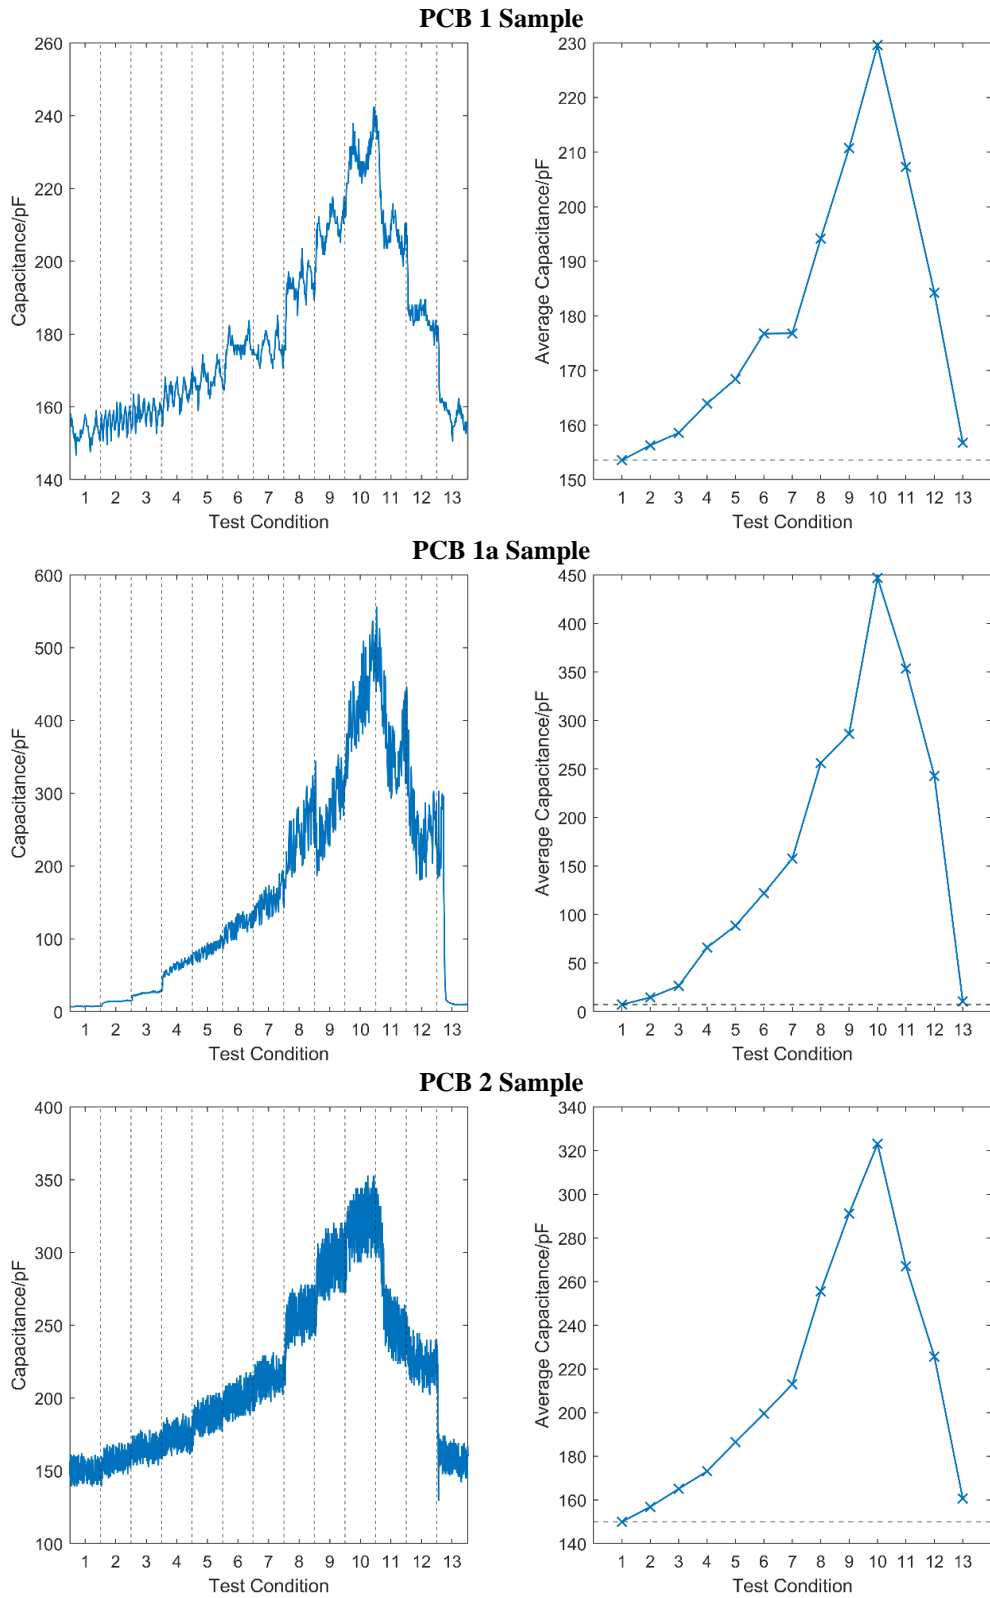 PCB 1 Sample
260
240
220
200
180
160
140
Capacitance/pF
1 2 3 4 5 6 7 8 9 10 11 12 13
Test Condition
230
220
210
200
190
180
170
160
150
Average Capacitance/pF
1 2 3 4 5 6 7 8 9 10 11 12 13
Test Condition
PCB 1a Sample
600
500
400
300
200
100
0
Capacitance/pF
1 2 3 4 5 6 7 8 9 10 11 12 13
Test Condition
450
400
350
300
250
200
150
100
50
0
Average Capacitance/pF
1 2 3 4 5 6 7 8 9 10 11 12 13
Test Condition
PCB 2 Sample
400
350
300
250
200
150
100
Capacitance/pF
1 2 3 4 5 6 7 8 9 10 11 12 13
Test Condition
340
320
300
280
260
240
220
200
180
160
140
Average Capacitance/pF
1 2 3 4 5 6 7 8 9 10 11 12 13
Test Condition